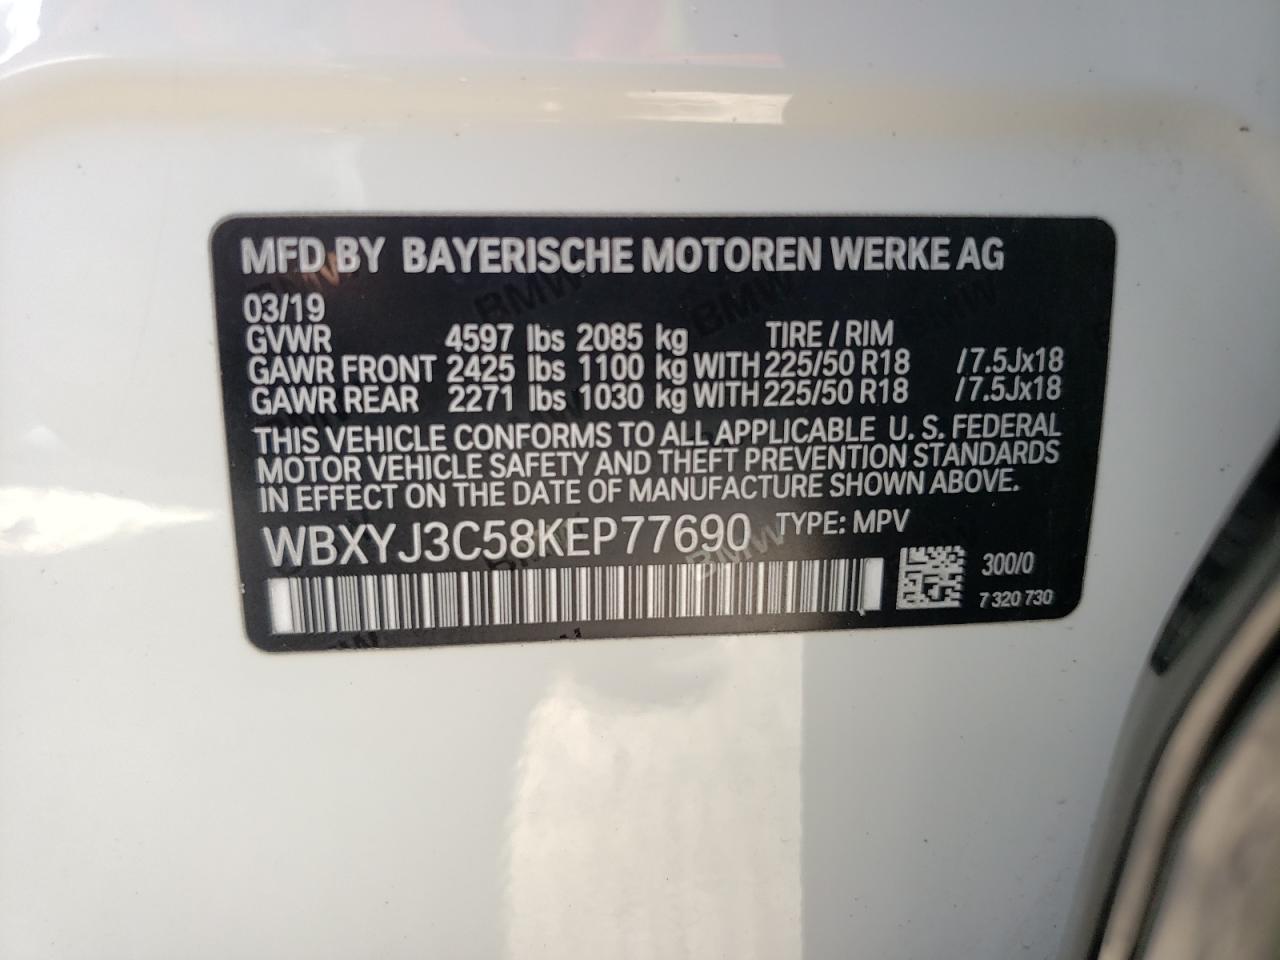 MFD BY BAYERISCHE MOTOREN WERKE AG
03/19
GVWR 4597 lbs 2085 kg TIRE / RIM
GAWR FRONT 2425 lbs 1100 kg WITH 225/50 R18 /7.5Jx18
GAWR REAR 2271 lbs 1030 kg WITH 225/50 R18 /7.5Jx18
THIS VEHICLE CONFORMS TO ALL APPLICABLE U. S. FEDERAL
MOTOR VEHICLE SAFETY AND THEFT PREVENTION STANDARDS
IN EFFECT ON THE DATE OF MANUFACTURE SHOWN ABOVE.
WBXYJ3C58KEP77690 TYPE: MPV
300/0
7 320 730